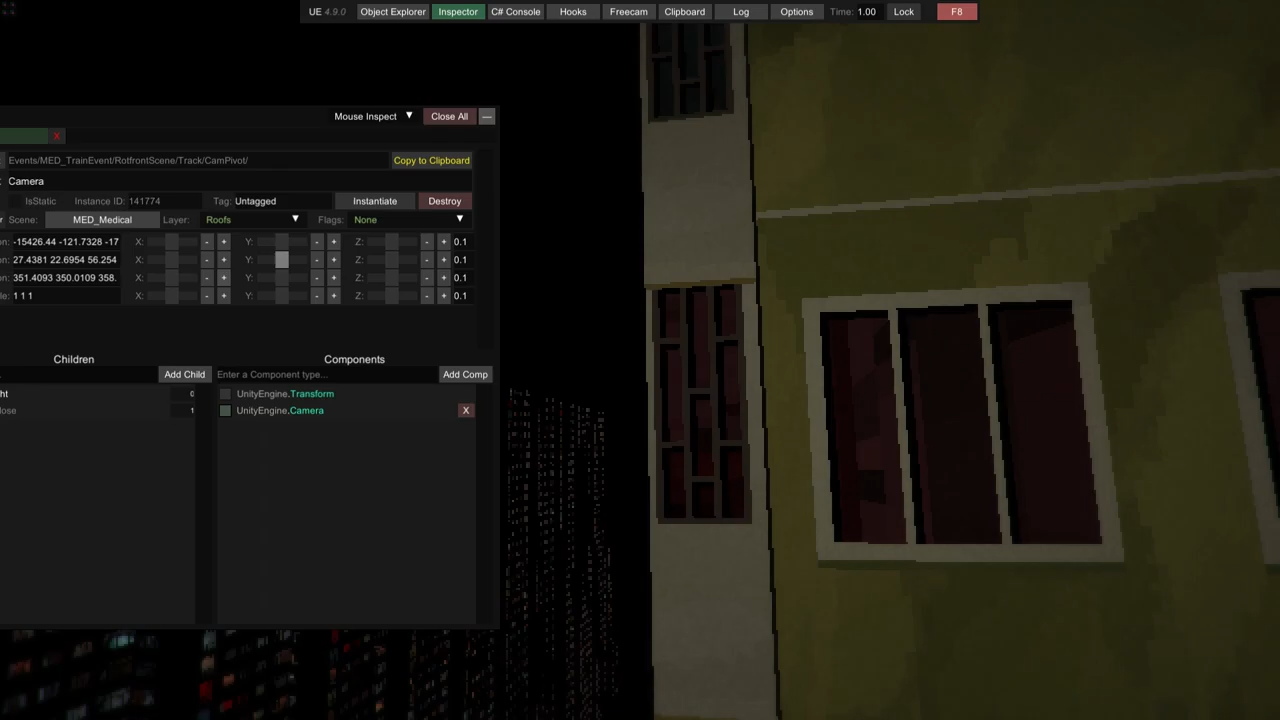 UE 4.9.0 Object Explorer Inspector C# Console Hooks Freecam Clipboard Log Options Time: 1.00 Lock F8
Mouse Inspect ▼ Close All —
X
Events/MED_TrainEvent/RotfrontScene/Track/CamPivot/ Copy to Clipboard
Camera
IsStatic Instance ID: 141774 Tag: Untagged Instantiate Destroy
Scene: MED_Medical Layer: Roofs ▼ Flags: None ▼
-15426.44 -121.7328 -17 X: - + Y: - + Z: - + 0.1
27.4381 22.6954 56.254 X: - + Y: - + Z: - + 0.1
351.4093 350.0109 358. X: - + Y: - + Z: - + 0.1
1 1 1 X: - + Y: - + Z: - + 0.1
Children Components
Add Child Enter a Component type... Add Comp
ht 0 UnityEngine.Transform
lose 1 UnityEngine.Camera X